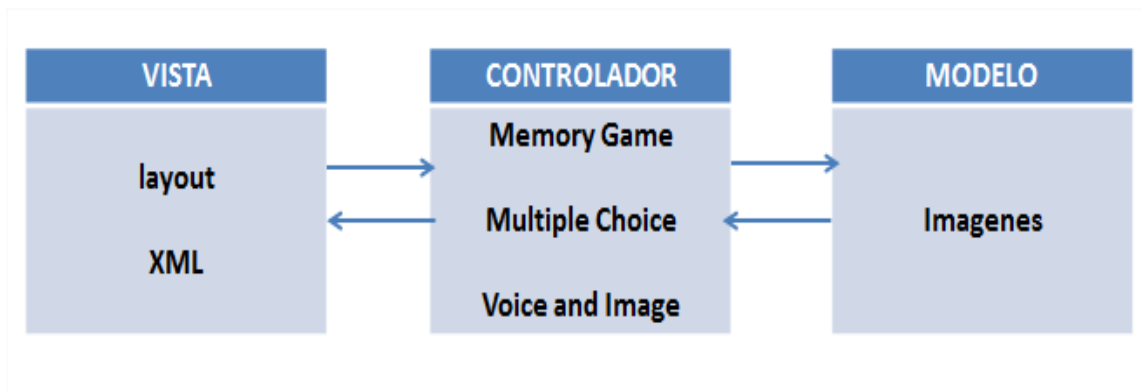 VISTA
layout
XML
CONTROLADOR
Memory Game
Multiple Choice
Voice and Image
MODELO
Imagenes